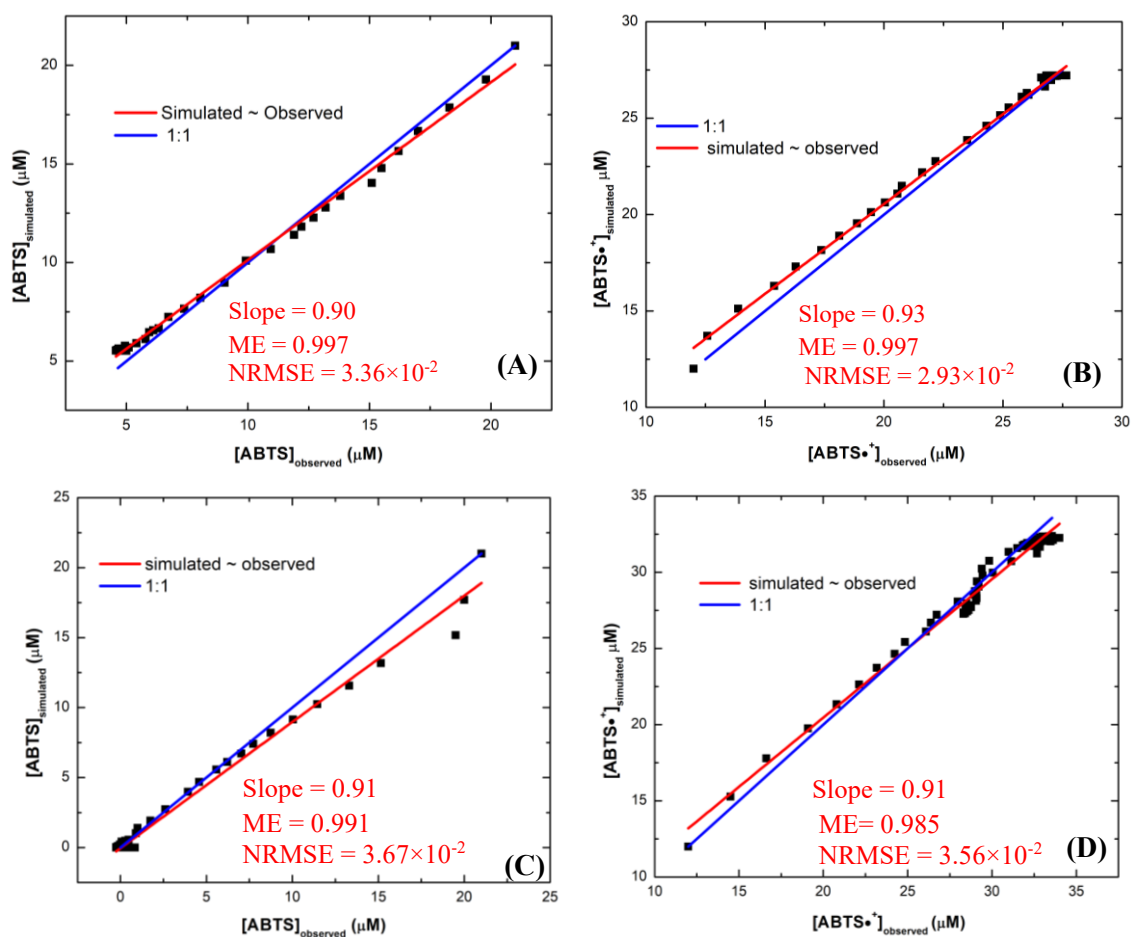 [ABTS]simulated (μM)
20
15
10
5
Simulated ~ Observed
1:1
Slope = 0.90
ME = 0.997
NRMSE = 3.36×10-2
(A)
5 10 15 20
[ABTS]observed (μM)
[ABTS•+]simulated μM)
30
25
20
15
10
1:1
simulated ~ observed
Slope = 0.93
ME = 0.997
NRMSE = 2.93×10-2
(B)
10 15 20 25 30
[ABTS•+]observed (μM)
[ABTS]simulated (μM)
25
20
15
10
5
0
simulated ~ observed
1:1
Slope = 0.91
ME = 0.991
NRMSE = 3.67×10-2
(C)
0 5 10 15 20 25
[ABTS]observed (μM)
[ABTS•+]simulated (μM)
35
30
25
20
15
10
simulated ~ observed
1:1
Slope = 0.91
ME= 0.985
NRMSE = 3.56×10-2
(D)
10 15 20 25 30 35
[ABTS•+]observed (μM)